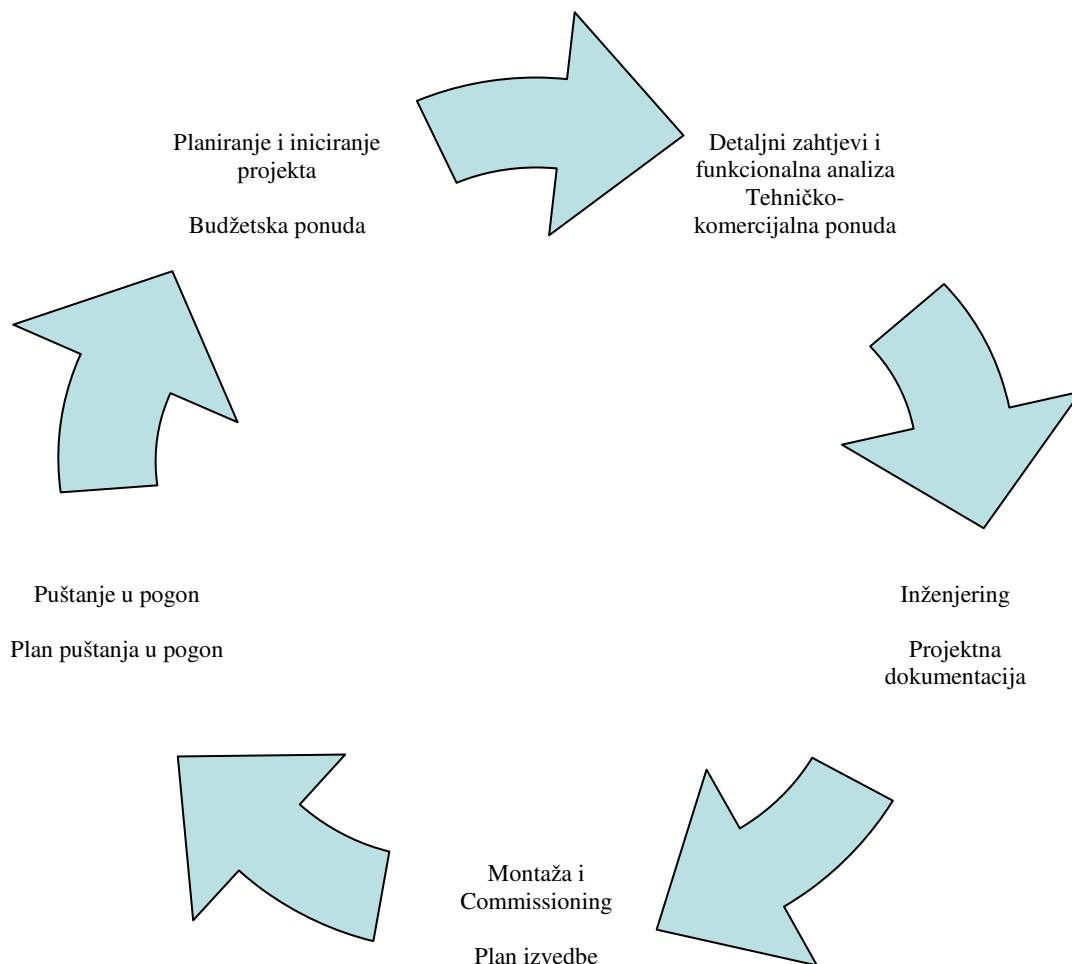 Planiranje i iniciranje
projekta
Budžetska ponuda
Detaljni zahtjevi i
funkcionalna analiza
Tehničko-
komercijalna ponuda
Inženjering
Projektna
dokumentacija
Montaža i
Commissioning
Plan izvedbe
Puštanje u pogon
Plan puštanja u pogon